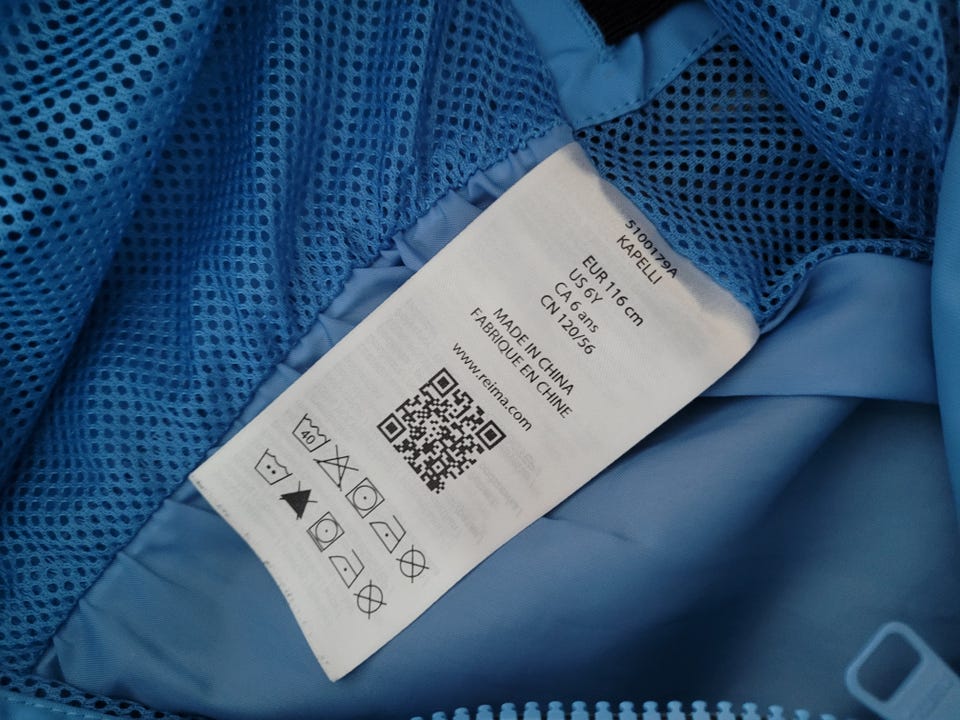 5100179A
KAPELLI
EUR 116 cm
US 6Y
CA 6 ans
CN 120/56
MADE IN CHINA
FABRIQUE EN CHINE
www.reima.com
40